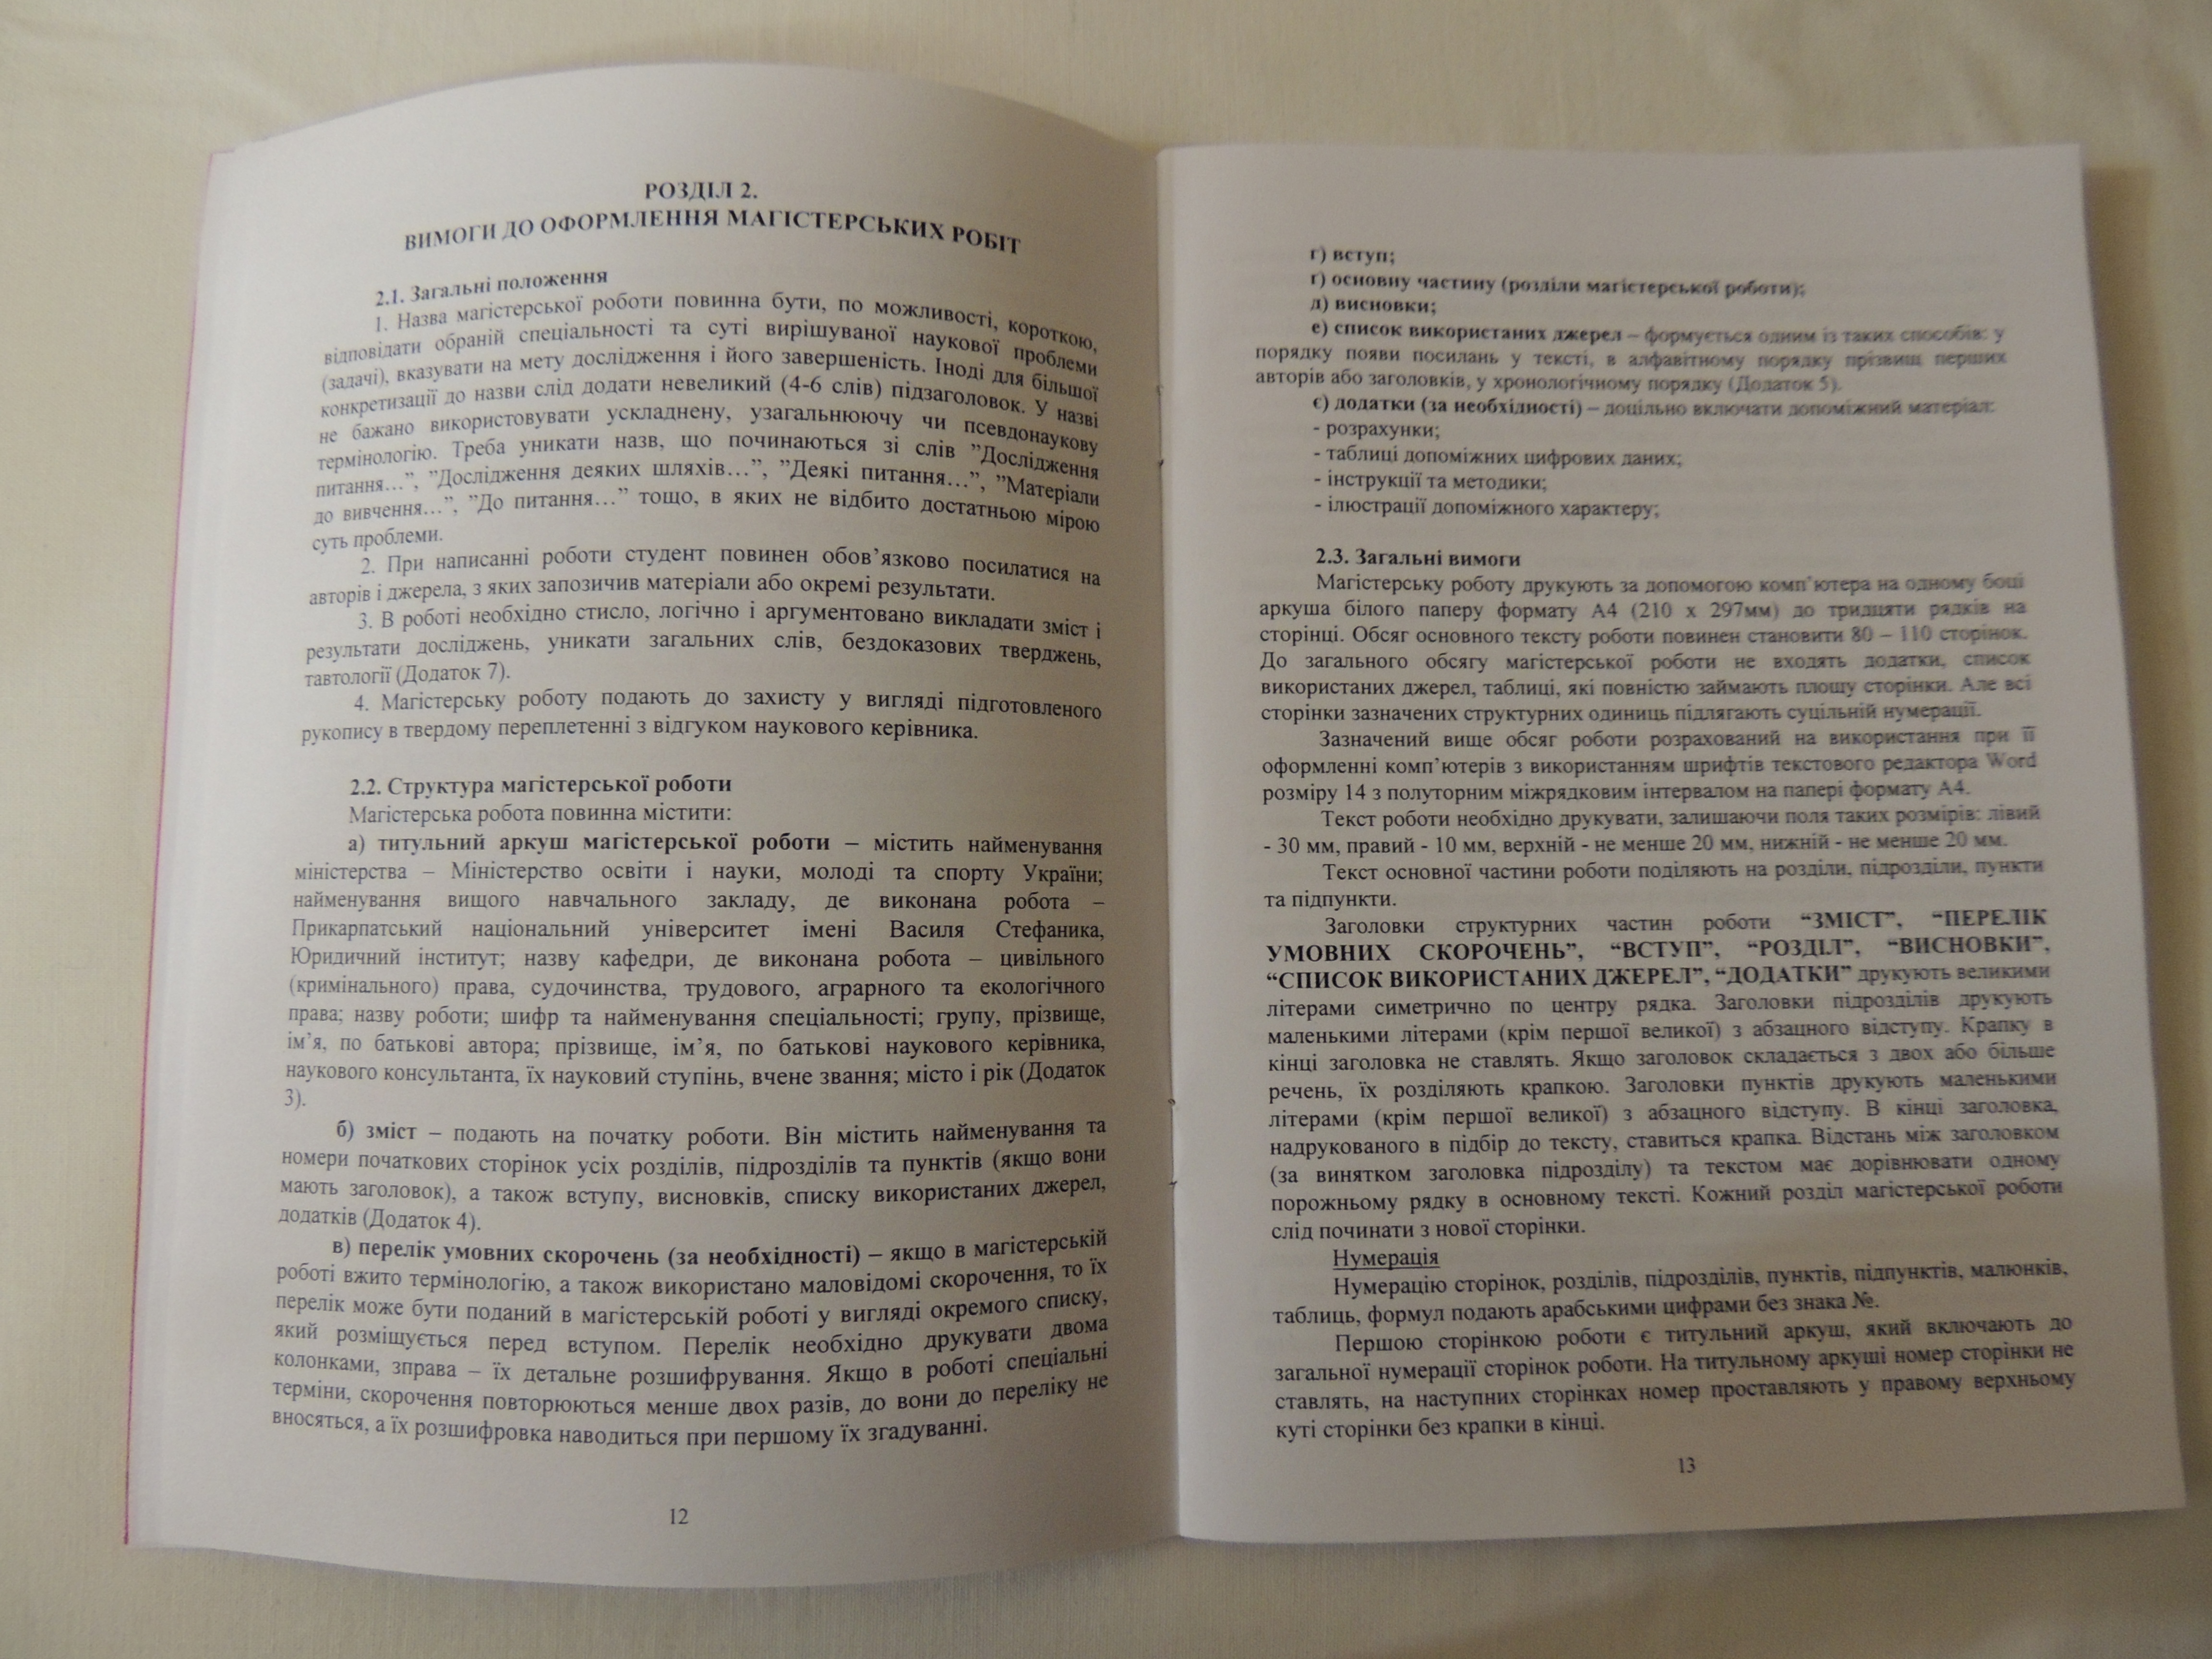 РОЗДІЛ 2.
ВИМОГИ ДО ОФОРМЛЕННЯ МАГІСТЕРСЬКИХ РОБІТ
2.1. Загальні положення
1. Назва магістерської роботи повинна бути, по можливості, короткою,
відповідати обраній спеціальності та суті вирішуваної наукової проблеми
(задачі), вказувати на мету дослідження і його завершеність. Іноді для більшої
конкретизації до назви слід додати невеликий (4-6 слів) підзаголовок. У назві
не бажано використовувати ускладнену, узагальнюючу чи псевдонаукову
термінологію. Треба уникати назв, що починаються зі слів ”Дослідження
питання…”, ”Дослідження деяких шляхів…”, ”Деякі питання…”, ”Матеріали
до вивчення…”, ”До питання…” тощо, в яких не відбито достатньою мірою
суть проблеми.
2. При написанні роботи студент повинен обов’язково посилатися на
авторів і джерела, з яких запозичив матеріали або окремі результати.
3. В роботі необхідно стисло, логічно і аргументовано викладати зміст і
результати досліджень, уникати загальних слів, бездоказових тверджень,
тавтології (Додаток 7).
4. Магістерську роботу подають до захисту у вигляді підготовленого
рукопису в твердому переплетенні з відгуком наукового керівника.
2.2. Структура магістерської роботи
Магістерська робота повинна містити:
а) титульний аркуш магістерської роботи – містить найменування
міністерства – Міністерство освіти і науки, молоді та спорту України;
найменування вищого навчального закладу, де виконана робота –
Прикарпатський національний університет імені Василя Стефаника,
Юридичний інститут; назву кафедри, де виконана робота – цивільного
(кримінального) права, судочинства, трудового, аграрного та екологічного
права; назву роботи; шифр та найменування спеціальності; групу, прізвище,
ім’я, по батькові автора; прізвище, ім’я, по батькові наукового керівника,
наукового консультанта, їх науковий ступінь, вчене звання; місто і рік (Додаток
3).
б) зміст – подають на початку роботи. Він містить найменування та
номери початкових сторінок усіх розділів, підрозділів та пунктів (якщо вони
мають заголовок), а також вступу, висновків, списку використаних джерел,
додатків (Додаток 4).
в) перелік умовних скорочень (за необхідності) – якщо в магістерській
роботі вжито термінологію, а також використано маловідомі скорочення, то їх
перелік може бути поданий в магістерській роботі у вигляді окремого списку,
який розміщується перед вступом. Перелік необхідно друкувати двома
колонками, зправа – їх детальне розшифрування. Якщо в роботі спеціальні
терміни, скорочення повторюються менше двох разів, до вони до переліку не
вносяться, а їх розшифровка наводиться при першому їх згадуванні.
12
г) вступ;
ґ) основну частину (розділи магістерської роботи);
д) висновки;
е) список використаних джерел – формується одним із таких способів: у
порядку появи посилань у тексті, в алфавітному порядку прізвищ перших
авторів або заголовків, у хронологічному порядку (Додаток 5).
є) додатки (за необхідності) – доцільно включати допоміжний матеріал:
- розрахунки;
- таблиці допоміжних цифрових даних;
- інструкції та методики;
- ілюстрації допоміжного характеру;
2.3. Загальні вимоги
Магістерську роботу друкують за допомогою комп’ютера на одному боці
аркуша білого паперу формату А4 (210 х 297мм) до тридцяти рядків на
сторінці. Обсяг основного тексту роботи повинен становити 80 – 110 сторінок.
До загального обсягу магістерської роботи не входять додатки, список
використаних джерел, таблиці, які повністю займають площу сторінки. Але всі
сторінки зазначених структурних одиниць підлягають суцільній нумерації.
Зазначений вище обсяг роботи розрахований на використання при її
оформленні комп’ютерів з використанням шрифтів текстового редактора Word
розміру 14 з полуторним міжрядковим інтервалом на папері формату А4.
Текст роботи необхідно друкувати, залишаючи поля таких розмірів: лівий
- 30 мм, правий - 10 мм, верхній - не менше 20 мм, нижній - не менше 20 мм.
Текст основної частини роботи поділяють на розділи, підрозділи, пункти
та підпункти.
Заголовки структурних частин роботи “ЗМІСТ”, “ПЕРЕЛІК
УМОВНИХ СКОРОЧЕНЬ”, “ВСТУП”, “РОЗДІЛ”, “ВИСНОВКИ”,
“СПИСОК ВИКОРИСТАНИХ ДЖЕРЕЛ”, “ДОДАТКИ” друкують великими
літерами симетрично по центру рядка. Заголовки підрозділів друкують
маленькими літерами (крім першої великої) з абзацного відступу. Крапку в
кінці заголовка не ставлять. Якщо заголовок складається з двох або більше
речень, їх розділяють крапкою. Заголовки пунктів друкують маленькими
літерами (крім першої великої) з абзацного відступу. В кінці заголовка,
надрукованого в підбір до тексту, ставиться крапка. Відстань між заголовком
(за винятком заголовка підрозділу) та текстом має дорівнювати одному
порожньому рядку в основному тексті. Кожний розділ магістерської роботи
слід починати з нової сторінки.
Нумерація
Нумерацію сторінок, розділів, підрозділів, пунктів, підпунктів, малюнків,
таблиць, формул подають арабськими цифрами без знака №.
Першою сторінкою роботи є титульний аркуш, який включають до
загальної нумерації сторінок роботи. На титульному аркуші номер сторінки не
ставлять, на наступних сторінках номер проставляють у правому верхньому
куті сторінки без крапки в кінці.
13